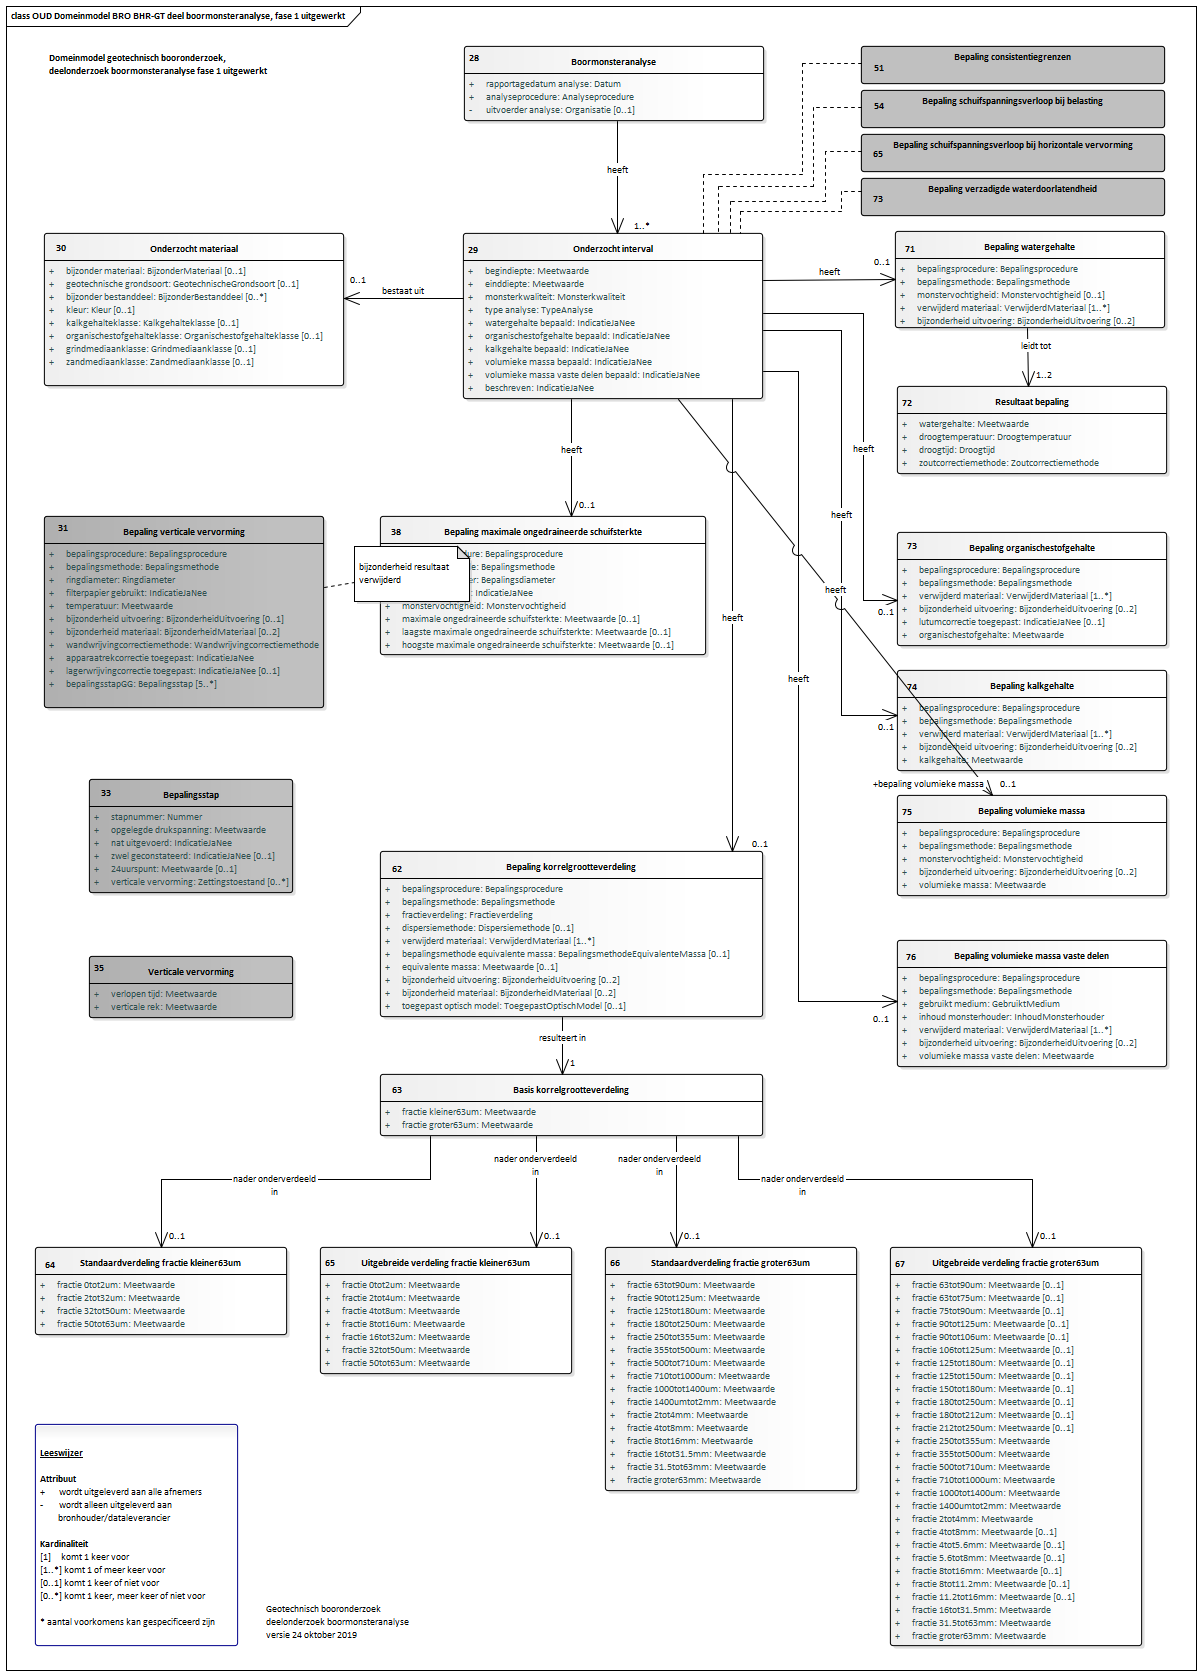 class OUD Domeinmodel BRO BHR-GT deel boormonsteranalyse, fase 1 uitgewerkt
Domeinmodel geotechnisch booronderzoek,
deelonderzoek boormonsteranalyse fase 1 uitgewerkt
28
Boormonsteranalyse
+ rapportagedatum analyse: Datum
+ analyseprocedure: Analyseprocedure
- uitvoerder analyse: Organisatie [0..1]
51
Bepaling consistentiegrenzen
54
Bepaling schuifspanningsverloop bij belasting
65
Bepaling schuifspanningsverloop bij horizontale vervorming
73
Bepaling verzadigde waterdoorlatendheid
heeft
1..*
30
Onderzocht materiaal
+ bijzonder materiaal: BijzonderMateriaal [0..1]
+ geotechnische grondsoort: GeotechnischeGrondsoort [0..1]
+ bijzonder bestanddeel: BijzonderBestanddeel [0..*]
+ kleur: Kleur [0..1]
+ kalkgehalteklasse: Kalkgehalteklasse [0..1]
+ organischestofgehalteklasse: Organischestofgehalteklasse [0..1]
+ grindmediaanklasse: Grindmediaanklasse [0..1]
+ zandmediaanklasse: Zandmediaanklasse [0..1]
0..1
bestaat uit
29
Onderzocht interval
+ begindiepte: Meetwaarde
+ einddiepte: Meetwaarde
+ monsterkwaliteit: Monsterkwaliteit
+ type analyse: TypeAnalyse
+ watergehalte bepaald: IndicatieJaNee
+ organischestofgehalte bepaald: IndicatieJaNee
+ kalkgehalte bepaald: IndicatieJaNee
+ volumieke massa bepaald: IndicatieJaNee
+ volumieke massa vaste delen bepaald: IndicatieJaNee
+ beschreven: IndicatieJaNee
heeft
0..1
71
Bepaling watergehalte
+ bepalingsprocedure: Bepalingsprocedure
+ bepalingsmethode: Bepalingsmethode
+ monstervochtigheid: Monstervochtigheid [0..1]
+ verwijderd materiaal: VerwijderdMateriaal [1..*]
+ bijzonderheid uitvoering: BijzonderheidUitvoering [0..2]
leidt tot
1..2
72
Resultaat bepaling
+ watergehalte: Meetwaarde
+ droogtemperatuur: Droogtemperatuur
+ droogtijd: Droogtijd
+ zoutcorrectiemethode: Zoutcorrectiemethode
heeft
0..1
heeft
heeft
31
Bepaling verticale vervorming
+ bepalingsprocedure: Bepalingsprocedure
+ bepalingsmethode: Bepalingsmethode
+ ringdiameter: Ringdiameter
+ filterpapier gebruikt: IndicatieJaNee
+ temperatuur: Meetwaarde
+ bijzonderheid uitvoering: BijzonderheidUitvoering [0..1]
+ bijzonderheid materiaal: BijzonderheidMateriaal [0..2]
+ wandwrijvingcorrectiemethode: Wandwrijvingcorrectiemethode
+ apparaatrekcorrectie toegepast: IndicatieJaNee
+ lagerwrijvingcorrectie toegepast: IndicatieJaNee [0..1]
+ bepalingsstapGG: Bepalingsstap [5..*]
bijzonderheid resultaat
verwijderd
38
Bepaling maximale ongedraineerde schuifsterkte
ure: Bepalingsprocedure
e: Bepalingsmethode
er: Bepalingsdiameter
: IndicatieJaNee
+ monstervochtigheid: Monstervochtigheid
+ maximale ongedraineerde schuifsterkte: Meetwaarde [0..1]
+ laagste maximale ongedraineerde schuifsterkte: Meetwaarde [0..1]
+ hoogste maximale ongedraineerde schuifsterkte: Meetwaarde [0..1]
73
Bepaling organischestofgehalte
+ bepalingsprocedure: Bepalingsprocedure
+ bepalingsmethode: Bepalingsmethode
+ verwijderd materiaal: VerwijderdMateriaal [1..*]
+ bijzonderheid uitvoering: BijzonderheidUitvoering [0..2]
+ lutumcorrectie toegepast: IndicatieJaNee [0..1]
+ organischestofgehalte: Meetwaarde
0..1
heeft
heeft
heeft
74
Bepaling kalkgehalte
+ bepalingsprocedure: Bepalingsprocedure
+ bepalingsmethode: Bepalingsmethode
+ verwijderd materiaal: VerwijderdMateriaal [1..*]
+ bijzonderheid uitvoering: BijzonderheidUitvoering [0..2]
+ kalkgehalte: Meetwaarde
0..1
+bepaling volumieke massa
0..1
75
Bepaling volumieke massa
+ bepalingsprocedure: Bepalingsprocedure
+ bepalingsmethode: Bepalingsmethode
+ monstervochtigheid: Monstervochtigheid
+ bijzonderheid uitvoering: BijzonderheidUitvoering [0..2]
+ volumieke massa: Meetwaarde
33
Bepalingsstap
+ stapnummer: Nummer
+ opgelegde drukspanning: Meetwaarde
+ nat uitgevoerd: IndicatieJaNee
+ zwel geconstateerd: IndicatieJaNee [0..1]
+ 24uurspunt: Meetwaarde [0..1]
+ verticale vervorming: Zettingstoestand [0..*]
0..1
62
Bepaling korrelgrootteverdeling
+ bepalingsprocedure: Bepalingsprocedure
+ bepalingsmethode: Bepalingsmethode
+ fractieverdeling: Fractieverdeling
+ dispersiemethode: Dispersiemethode [0..1]
+ verwijderd materiaal: VerwijderdMateriaal [1..*]
+ bepalingsmethode equivalente massa: BepalingsmethodeEquivalenteMassa [0..1]
+ equivalente massa: Meetwaarde [0..1]
+ bijzonderheid uitvoering: BijzonderheidUitvoering [0..2]
+ bijzonderheid materiaal: BijzonderheidMateriaal [0..2]
+ toegepast optisch model: ToegepastOptischModel [0..1]
35
Verticale vervorming
+ verlopen tijd: Meetwaarde
+ verticale rek: Meetwaarde
76
Bepaling volumieke massa vaste delen
+ bepalingsprocedure: Bepalingsprocedure
+ bepalingsmethode: Bepalingsmethode
+ gebruikt medium: GebruiktMedium
+ inhoud monsterhouder: InhoudMonsterhouder
+ verwijderd materiaal: VerwijderdMateriaal [1..*]
+ bijzonderheid uitvoering: BijzonderheidUitvoering [0..2]
+ volumieke massa vaste delen: Meetwaarde
0..1
resulteert in
1
63
Basis korrelgrootteverdeling
+ fractie kleiner63um: Meetwaarde
+ fractie groter63um: Meetwaarde
nader onderverdeeld
in
nader onderverdeeld
in
nader onderverdeeld
in
nader onderverdeeld
in
0..1
0..1
0..1
0..1
64
Standaardverdeling fractie kleiner63um
+ fractie 0tot2um: Meetwaarde
+ fractie 2tot32um: Meetwaarde
+ fractie 32tot50um: Meetwaarde
+ fractie 50tot63um: Meetwaarde
65
Uitgebreide verdeling fractie kleiner63um
+ fractie 0tot2um: Meetwaarde
+ fractie 2tot4um: Meetwaarde
+ fractie 4tot8um: Meetwaarde
+ fractie 8tot16um: Meetwaarde
+ fractie 16tot32um: Meetwaarde
+ fractie 32tot50um: Meetwaarde
+ fractie 50tot63um: Meetwaarde
66
Standaardverdeling fractie groter63um
+ fractie 63tot90um: Meetwaarde
+ fractie 90tot125um: Meetwaarde
+ fractie 125tot180um: Meetwaarde
+ fractie 180tot250um: Meetwaarde
+ fractie 250tot355um: Meetwaarde
+ fractie 355tot500um: Meetwaarde
+ fractie 500tot710um: Meetwaarde
+ fractie 710tot1000um: Meetwaarde
+ fractie 1000tot1400um: Meetwaarde
+ fractie 1400umtot2mm: Meetwaarde
+ fractie 2tot4mm: Meetwaarde
+ fractie 4tot8mm: Meetwaarde
+ fractie 8tot16mm: Meetwaarde
+ fractie 16tot31.5mm: Meetwaarde
+ fractie 31.5tot63mm: Meetwaarde
+ fractie groter63mm: Meetwaarde
67
Uitgebreide verdeling fractie groter63um
+ fractie 63tot90um: Meetwaarde [0..1]
+ fractie 63tot75um: Meetwaarde [0..1]
+ fractie 75tot90um: Meetwaarde [0..1]
+ fractie 90tot125um: Meetwaarde [0..1]
+ fractie 90tot106um: Meetwaarde [0..1]
+ fractie 106tot125um: Meetwaarde [0..1]
+ fractie 125tot180um: Meetwaarde [0..1]
+ fractie 125tot150um: Meetwaarde [0..1]
+ fractie 150tot180um: Meetwaarde [0..1]
+ fractie 180tot250um: Meetwaarde [0..1]
+ fractie 180tot212um: Meetwaarde [0..1]
+ fractie 212tot250um: Meetwaarde [0..1]
+ fractie 250tot355um: Meetwaarde
+ fractie 355tot500um: Meetwaarde
+ fractie 500tot710um: Meetwaarde
+ fractie 710tot1000um: Meetwaarde
+ fractie 1000tot1400um: Meetwaarde
+ fractie 1400umtot2mm: Meetwaarde
+ fractie 2tot4mm: Meetwaarde
+ fractie 4tot8mm: Meetwaarde [0..1]
+ fractie 4tot5.6mm: Meetwaarde [0..1]
+ fractie 5.6tot8mm: Meetwaarde [0..1]
+ fractie 8tot16mm: Meetwaarde [0..1]
+ fractie 8tot11.2mm: Meetwaarde [0..1]
+ fractie 11.2tot16mm: Meetwaarde [0..1]
+ fractie 16tot31.5mm: Meetwaarde
+ fractie 31.5tot63mm: Meetwaarde
+ fractie groter63mm: Meetwaarde
Leeswijzer
Attribuut
+ wordt uitgeleverd aan alle afnemers
- wordt alleen uitgeleverd aan
bronhouder/dataleverancier
Kardinaliteit
[1] komt 1 keer voor
[1..*] komt 1 of meer keer voor
[0..1] komt 1 keer of niet voor
[0..*] komt 1 keer, meer keer of niet voor
* aantal voorkomens kan gespecificeerd zijn
Geotechnisch booronderzoek
deelonderzoek boormonsteranalyse
versie 24 oktober 2019